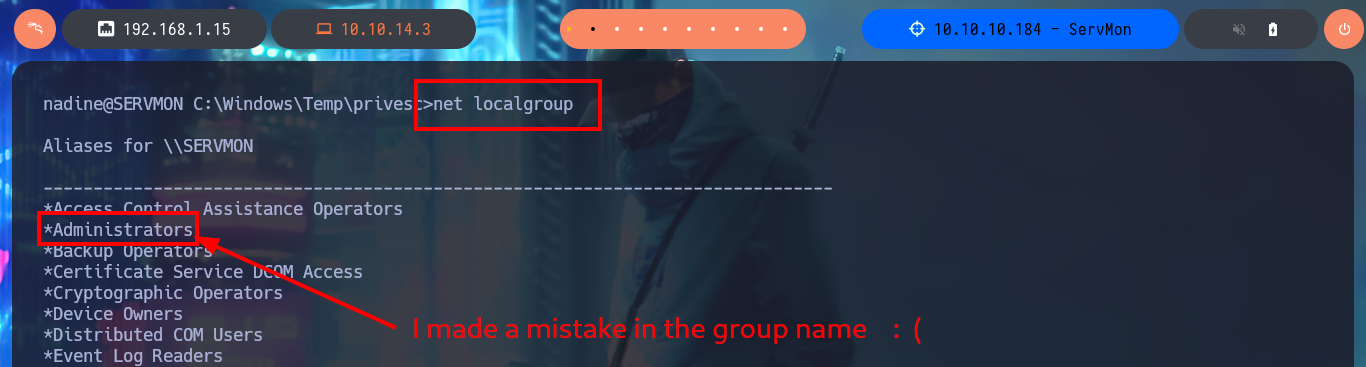 192.168.1.15
10.10.14.3
10.10.10.184 - ServMon
nadine@SERVMON C:\Windows\Temp\privesc>net localgroup
Aliases for \\SERVMON
-------------------------------------------------------------------------------
*Access Control Assistance Operators
*Administrators
*Backup Operators
*Certificate Service DCOM Access
*Cryptographic Operators
*Device Owners
*Distributed COM Users
I made a mistake in the group name : (
*Event Log Readers